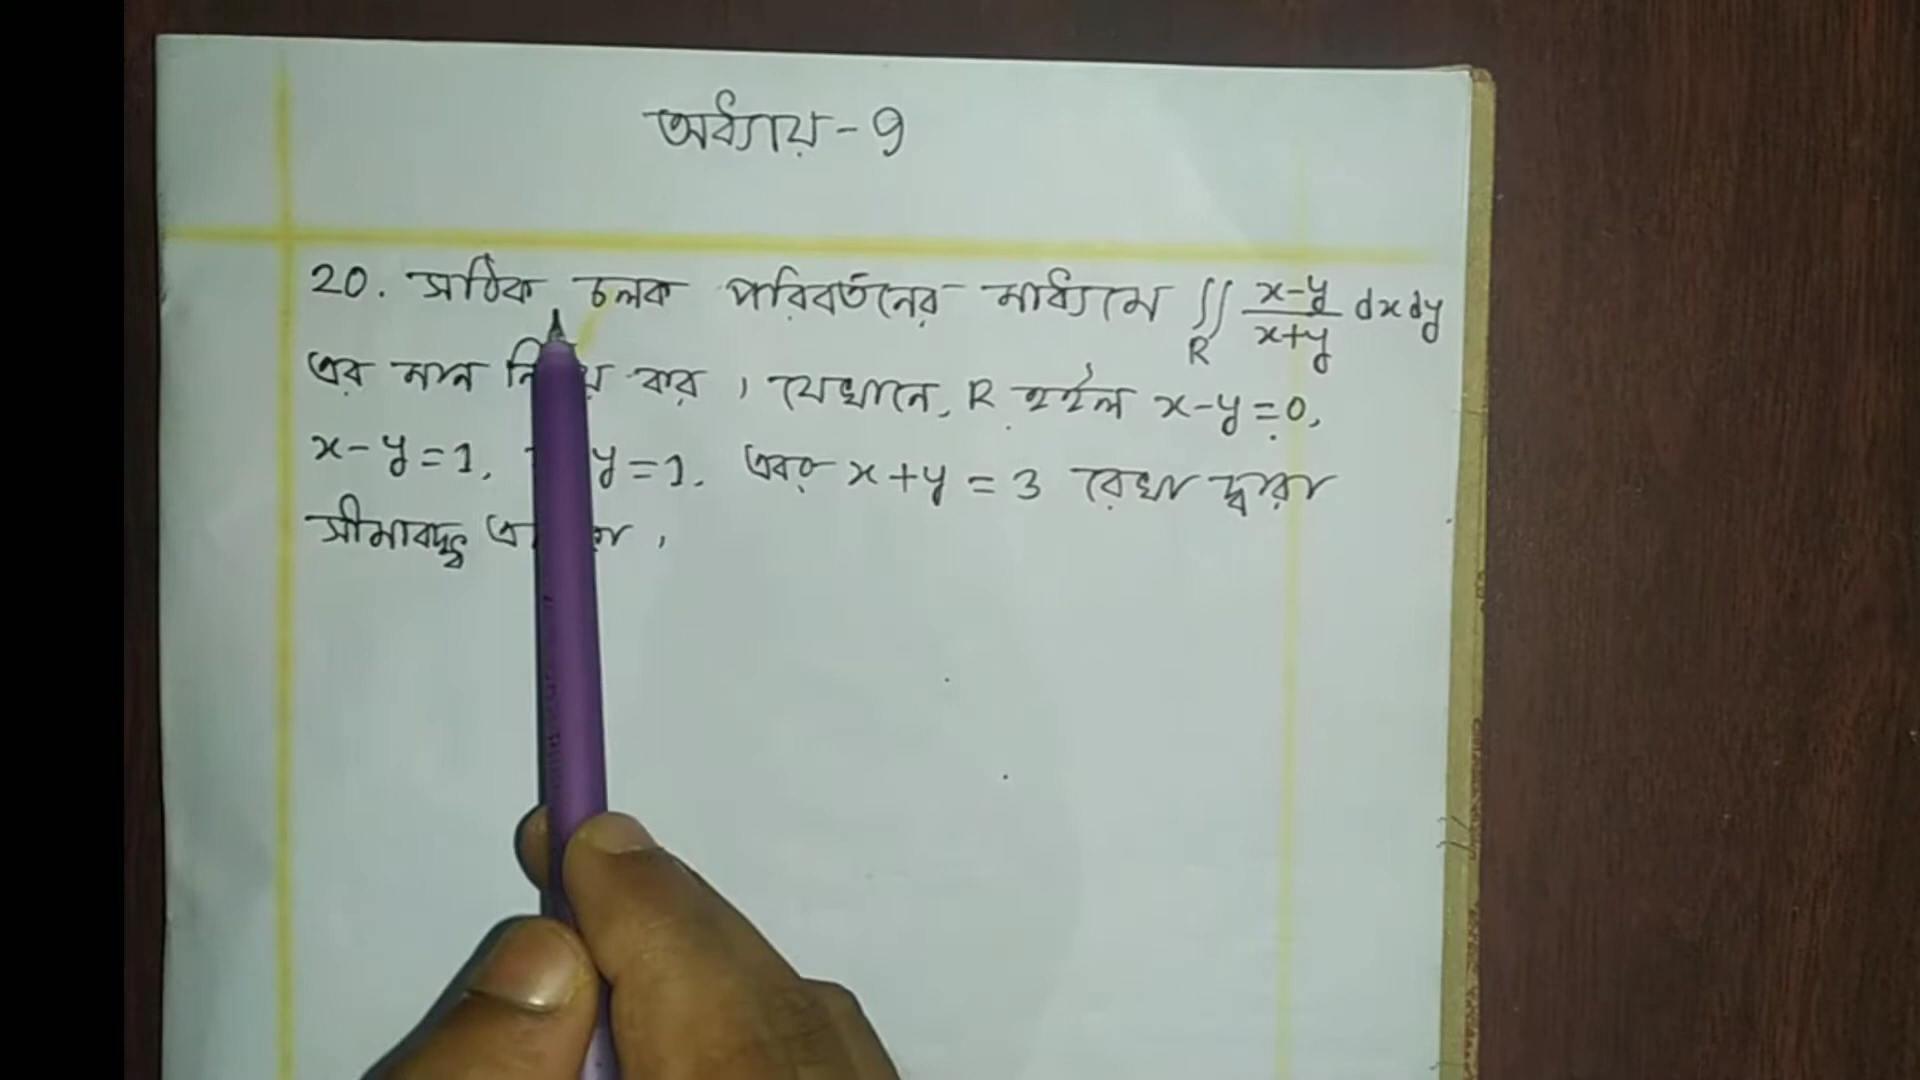 অধ্যায় - 9
20. সঠিক চলক পরিবর্তনের মাধ্যমে ∬_R (x-y)/(x+y) dxdy
এর মান কর, যেখানে, R হইল x-y=0,
x-y=1, y=1. এবং x+y=3 রেখা দ্বারা
সীমাবদ্ধ